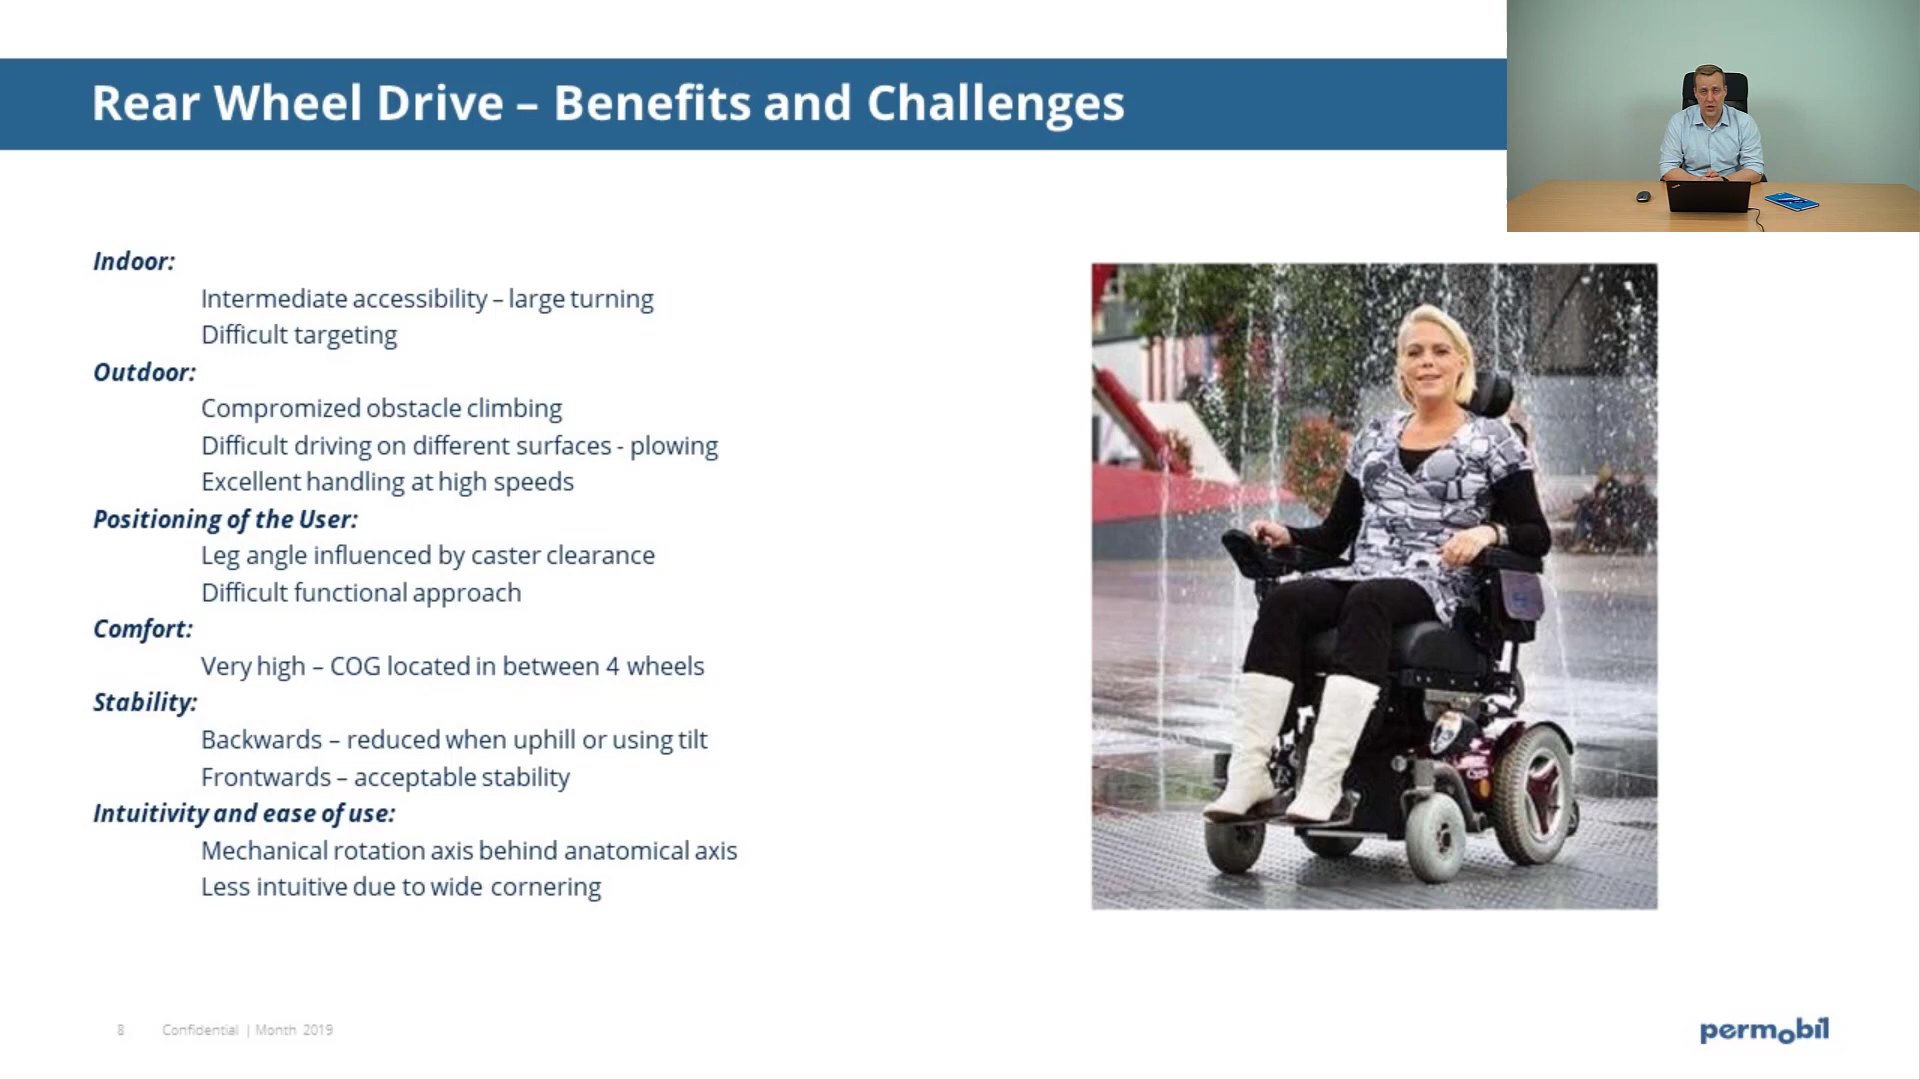 Rear Wheel Drive – Benefits and Challenges
Indoor:
Intermediate accessibility – large turning
Difficult targeting
Outdoor:
Compromized obstacle climbing
Difficult driving on different surfaces - plowing
Excellent handling at high speeds
Positioning of the User:
Leg angle influenced by caster clearance
Difficult functional approach
Comfort:
Very high – COG located in between 4 wheels
Stability:
Backwards – reduced when uphill or using tilt
Frontwards – acceptable stability
Intuitivity and ease of use:
Mechanical rotation axis behind anatomical axis
Less intuitive due to wide cornering
8 Confidential | Month 2019
permobil